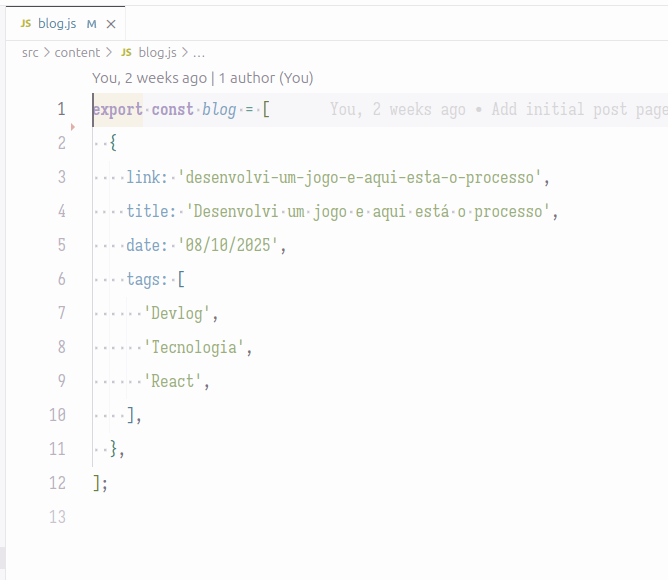 JS blog.js M ×
src > content > JS blog.js > ...
You, 2 weeks ago | 1 author (You)
1 export const blog = [ You, 2 weeks ago • Add initial post page
2 {
3 link: 'desenvolvi-um-jogo-e-aqui-esta-o-processo',
4 title: 'Desenvolvi um jogo e aqui está o processo',
5 date: '08/10/2025',
6 tags: [
7 'Devlog',
8 'Tecnologia',
9 'React',
10 ],
11 },
12 ];
13